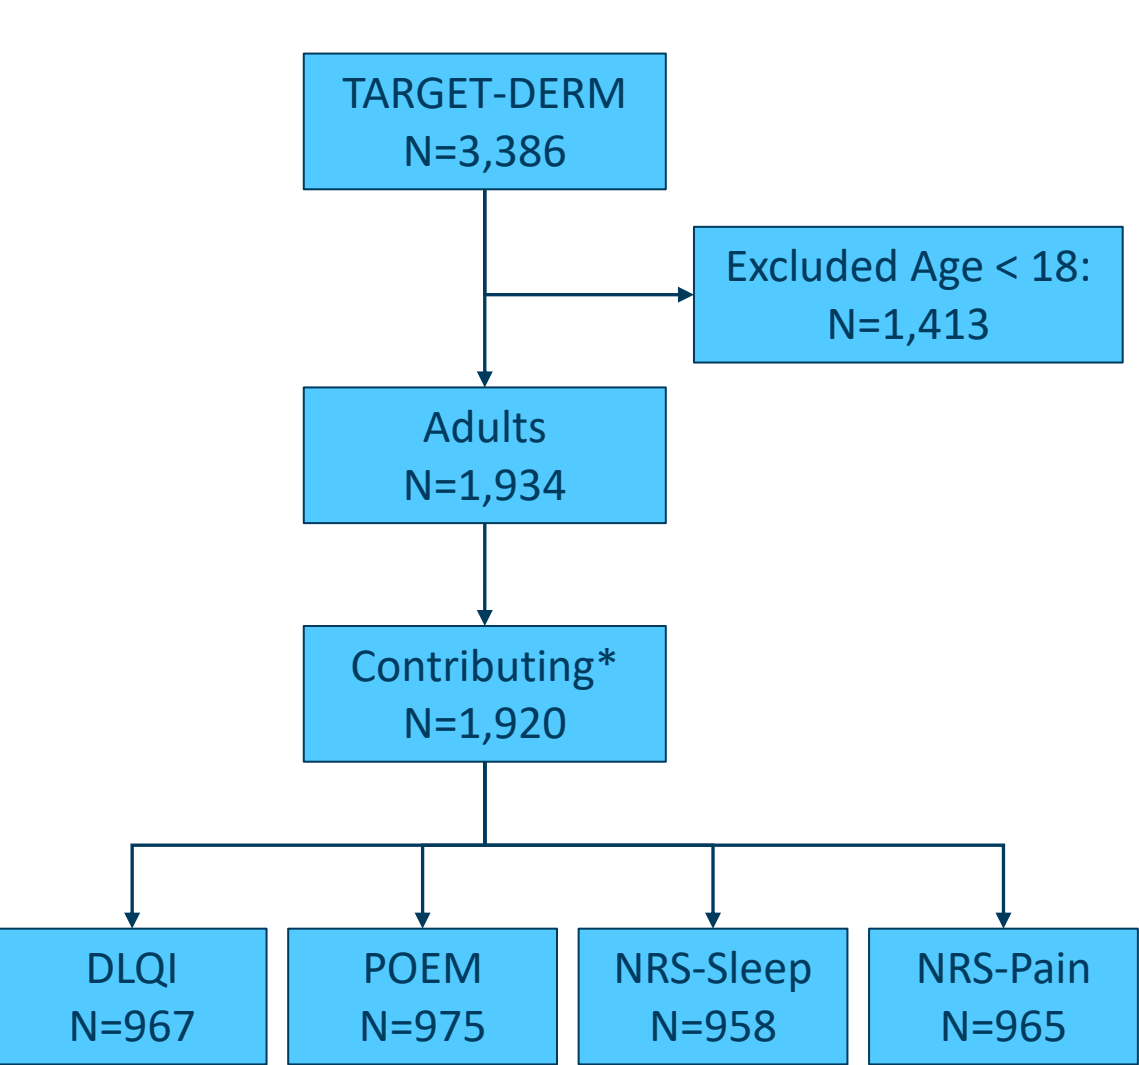 TARGET-DERM
N=3,386
Excluded Age < 18:
N=1,413
Adults
N=1,934
Contributing*
N=1,920
DLQI
N=967
POEM
N=975
NRS-Sleep
N=958
NRS-Pain
N=965